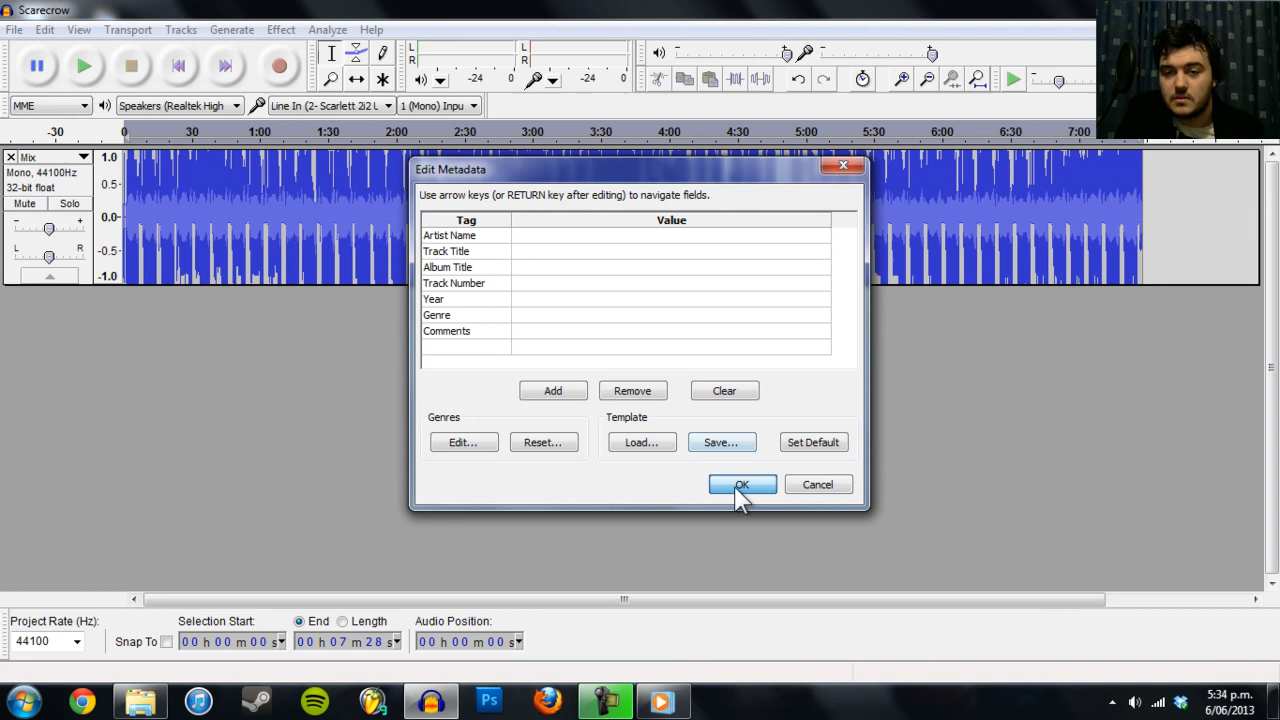 Scarecrow
File Edit View Transport Tracks Generate Effect Analyze Help
L
R
-24 0
L
R
-24 0
MME Speakers (Realtek High Line In (2- Scarlett 2i2 U 1 (Mono) Inpu
-30 0 30 1:00 1:30 2:00 2:30 3:00 3:30 4:00 4:30 5:00 5:30 6:00 6:30 7:00
Mix
Mono, 44100Hz
32-bit float
Mute Solo
- +
L R
1.0
0.5-
0.0-
-0.5-
-1.0
Edit Metadata
Use arrow keys (or RETURN key after editing) to navigate fields.
Tag Value
Artist Name
Track Title
Album Title
Track Number
Year
Genre
Comments
Add Remove Clear
Genres Template
Edit... Reset... Load... Save... Set Default
OK Cancel
Project Rate (Hz): Selection Start: End Length Audio Position:
44100 Snap To 00 h 00 m 00 s 00 h 07 m 28 s 00 h 00 m 00 s
Ps
5:34 p.m.
6/06/2013